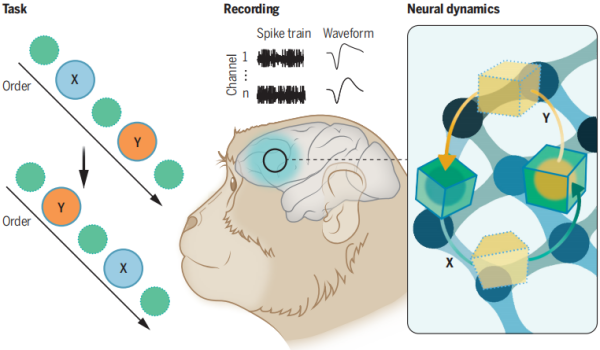 Task
Order
X
Y
Order
Y
X
Recording
Spike train
Waveform
Channel
1
⋮
n
Neural dynamics
Y
X